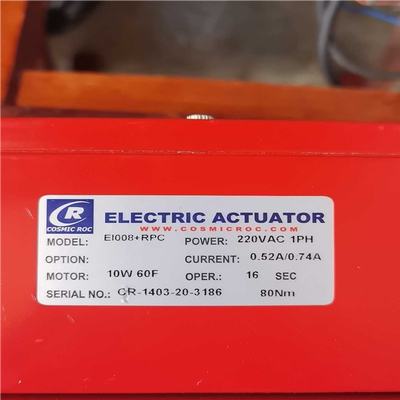 CR
COSMIC ROC
ELECTRIC ACTUATOR
WWW.COSMICROC.COM
MODEL: EI008+RPC POWER: 220VAC 1PH
OPTION: CURRENT: 0.52A/0.74A
MOTOR: 10W 60F OPER.: 16 SEC
SERIAL NO.: CR-1403-20-3186 80Nm